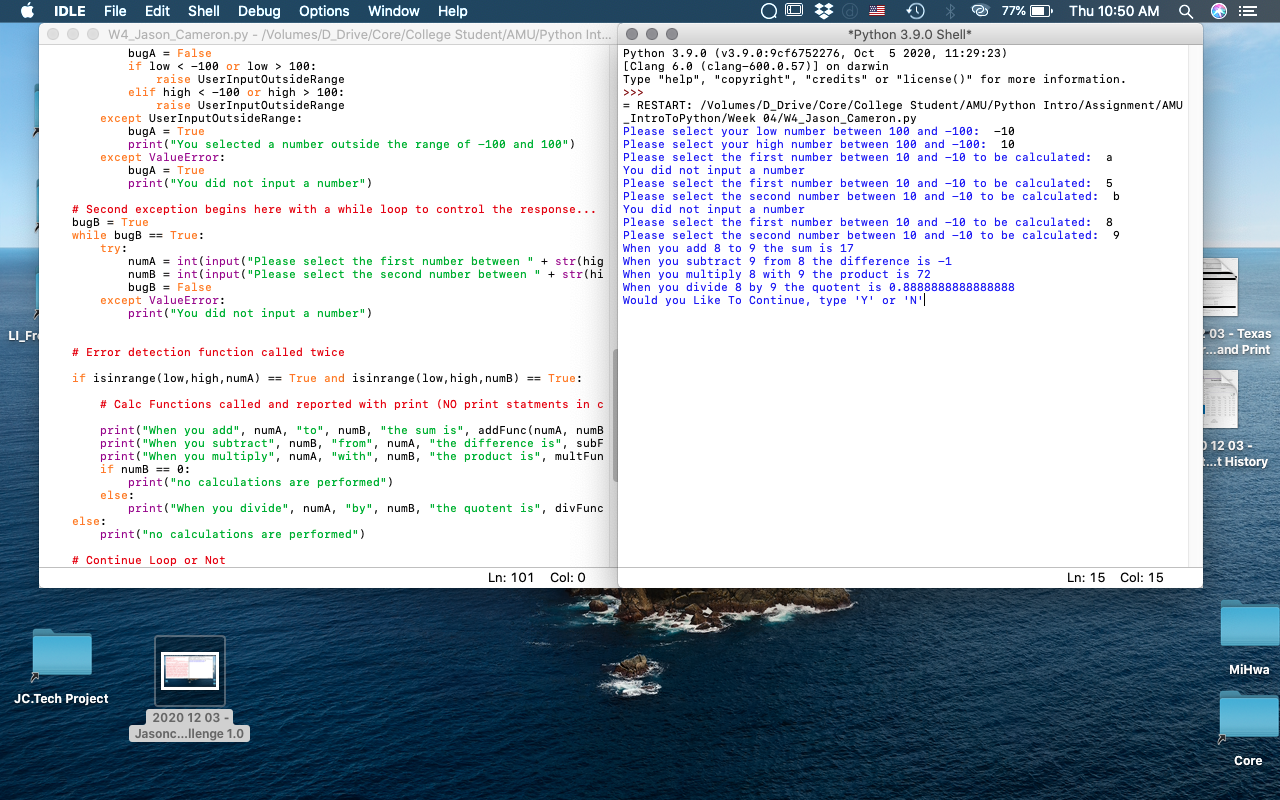 IDLE File Edit Shell Debug Options Window Help 77% Thu 10:50 AM
W4_Jason_Cameron.py - /Volumes/D_Drive/Core/College Student/AMU/Python Int...
bugA = False
if low < -100 or low > 100:
raise UserInputOutsideRange
elif high < -100 or high > 100:
raise UserInputOutsideRange
except UserInputOutsideRange:
bugA = True
print("You selected a number outside the range of -100 and 100")
except ValueError:
bugA = True
print("You did not input a number")
# Second exception begins here with a while loop to control the response...
bugB = True
while bugB == True:
try:
numA = int(input("Please select the first number between " + str(hig
numB = int(input("Please select the second number between " + str(hi
bugB = False
except ValueError:
print("You did not input a number")
# Error detection function called twice
if isinrange(low,high,numA) == True and isinrange(low,high,numB) == True:
# Calc Functions called and reported with print (NO print statments in c
print("When you add", numA, "to", numB, "the sum is", addFunc(numA, numB
print("When you subtract", numB, "from", numA, "the difference is", subF
print("When you multiply", numA, "with", numB, "the product is", multFun
if numB == 0:
print("no calculations are performed")
else:
print("When you divide", numA, "by", numB, "the quotent is", divFunc
else:
print("no calculations are performed")
# Continue Loop or Not
Ln: 101 Col: 0
*Python 3.9.0 Shell*
Python 3.9.0 (v3.9.0:9cf6752276, Oct  5 2020, 11:29:23)
[Clang 6.0 (clang-600.0.57)] on darwin
Type "help", "copyright", "credits" or "license()" for more information.
>>>
= RESTART: /Volumes/D_Drive/Core/College Student/AMU/Python Intro/Assignment/AMU
_IntroToPython/Week 04/W4_Jason_Cameron.py
Please select your low number between 100 and -100:  -10
Please select your high number between 100 and -100:  10
Please select the first number between 10 and -10 to be calculated:  a
You did not input a number
Please select the first number between 10 and -10 to be calculated:  5
Please select the second number between 10 and -10 to be calculated:  b
You did not input a number
Please select the first number between 10 and -10 to be calculated:  8
Please select the second number between 10 and -10 to be calculated:  9
When you add 8 to 9 the sum is 17
When you subtract 9 from 8 the difference is -1
When you multiply 8 with 9 the product is 72
When you divide 8 by 9 the quotent is 0.8888888888888888
Would you Like To Continue, type 'Y' or 'N'
Ln: 15 Col: 15
LI_Fr
03 - Texas
r...and Print
12 03 -
t...t History
JC.Tech Project
2020 12 03 -
Jasonc...llenge 1.0
MiHwa
Core